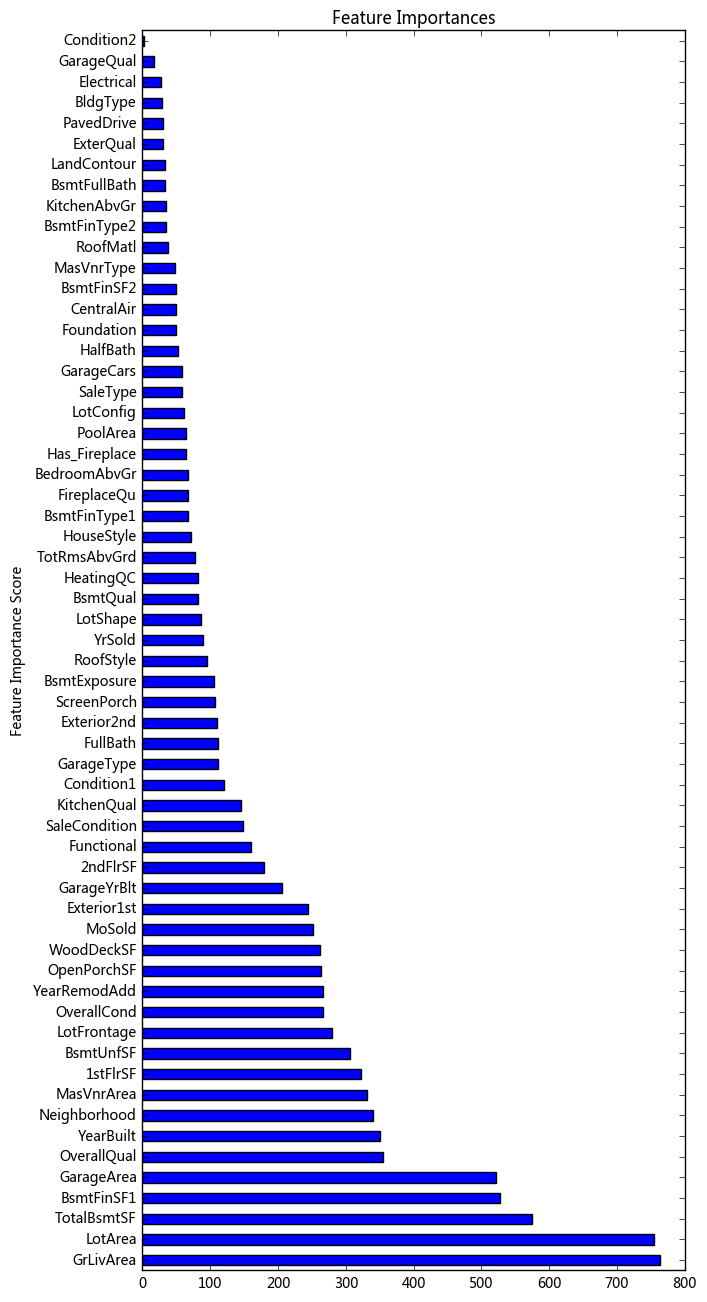 Feature Importances
Condition2
GarageQual
Electrical
BldgType
PavedDrive
ExterQual
LandContour
BsmtFullBath
KitchenAbvGr
BsmtFinType2
RoofMatl
MasVnrType
BsmtFinSF2
CentralAir
Foundation
HalfBath
GarageCars
SaleType
LotConfig
PoolArea
Has_Fireplace
BedroomAbvGr
FireplaceQu
BsmtFinType1
HouseStyle
TotRmsAbvGrd
HeatingQC
BsmtQual
LotShape
YrSold
RoofStyle
BsmtExposure
ScreenPorch
Exterior2nd
FullBath
GarageType
Condition1
KitchenQual
SaleCondition
Functional
2ndFlrSF
GarageYrBlt
Exterior1st
MoSold
WoodDeckSF
OpenPorchSF
YearRemodAdd
OverallCond
LotFrontage
BsmtUnfSF
1stFlrSF
MasVnrArea
Neighborhood
YearBuilt
OverallQual
GarageArea
BsmtFinSF1
TotalBsmtSF
LotArea
GrLivArea
Feature Importance Score
0 100 200 300 400 500 600 700 800